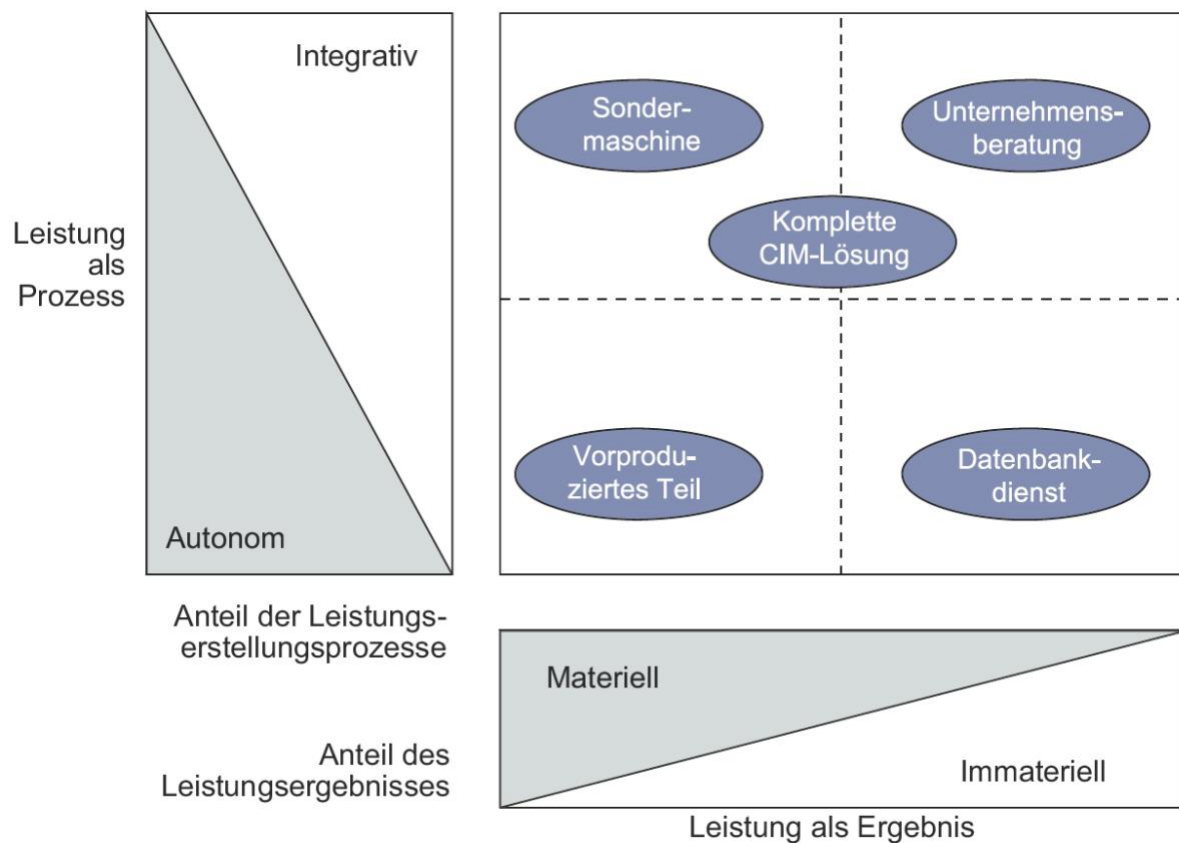 Integrativ
Leistung
als
Prozess
Autonom
Sonder-
maschine
Unternehmens-
beratung
Komplette
CIM-Lösung
Vorprodu-
ziertes Teil
Datenbank-
dienst
Anteil der Leistungs-
erstellungsprozesse
Materiell
Anteil des
Leistungsergebnisses
Immateriell
Leistung als Ergebnis